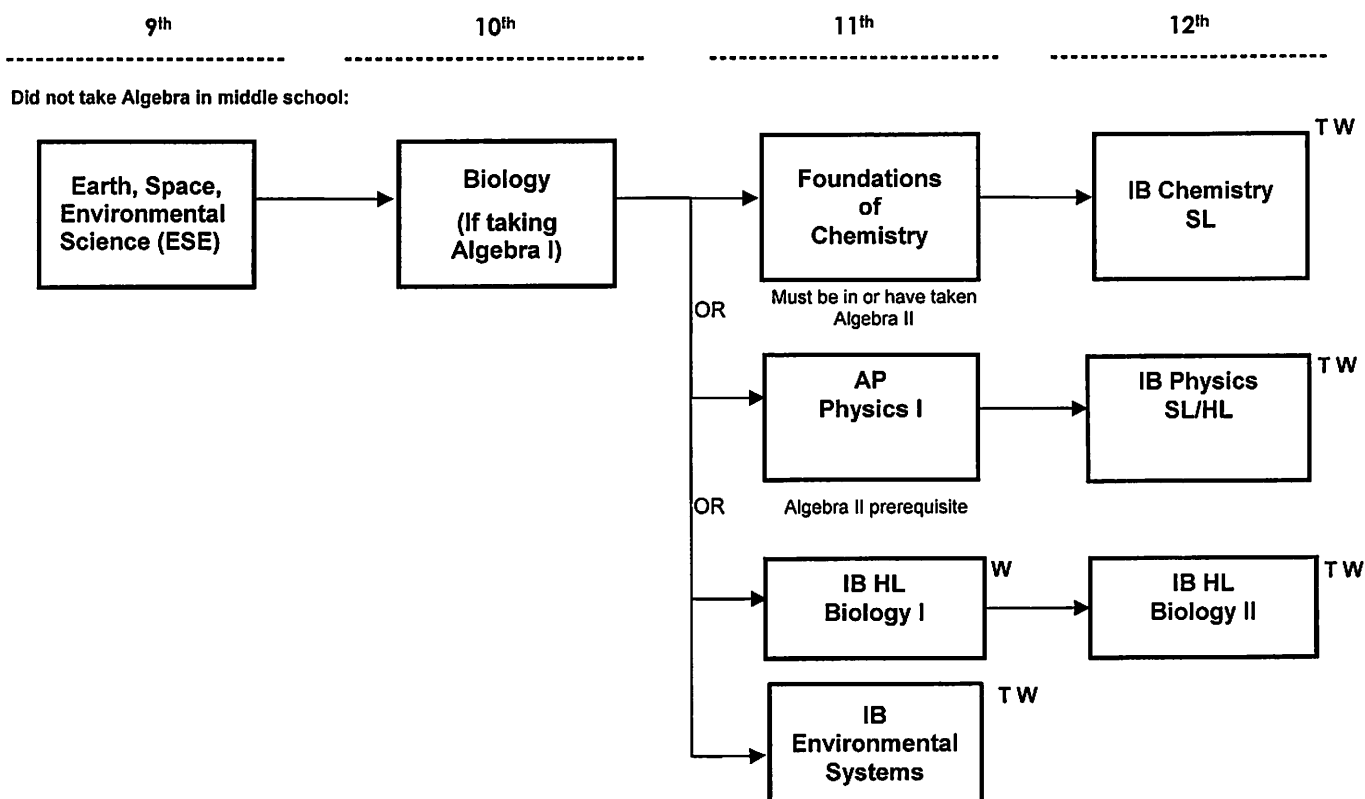 9th
10th
11th
12th
Did not take Algebra in middle school:
Earth, Space,
Environmental
Science (ESE)
Biology
(If taking
Algebra I)
Foundations
of
Chemistry
T W
IB Chemistry
SL
OR
Must be in or have taken
Algebra II
AP
Physics I
T W
IB Physics
SL/HL
OR
Algebra II prerequisite
W
IB HL
Biology I
T W
IB HL
Biology II
T W
IB
Environmental
Systems